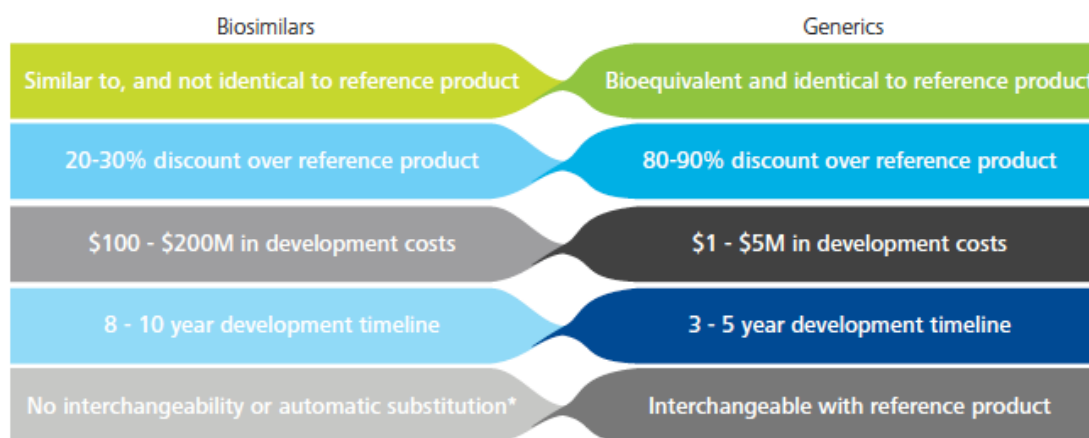 Biosimilars
Generics
Similar to, and not identical to reference product
Bioequivalent and identical to reference product
20-30% discount over reference product
80-90% discount over reference product
$100 - $200M in development costs
$1 - $5M in development costs
8 - 10 year development timeline
3 - 5 year development timeline
No interchangeability or automatic substitution*
Interchangeable with reference product